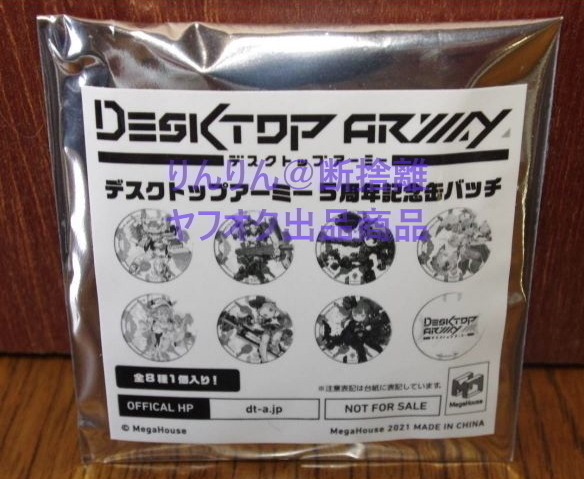 DESKTOP ARMY
デスクトップアーミー
りんりん@断捨離
デスクトップアーミー5周年記念缶バッチ
ヤフオク出品商品
DESKTOP
ARMY
全8種1個入り!
※注意表記は台紙に表記しています。
OFFICAL HP dt-a.jp NOT FOR SALE
MegaHouse
© MegaHouse MegaHouse 2021 MADE IN CHINA